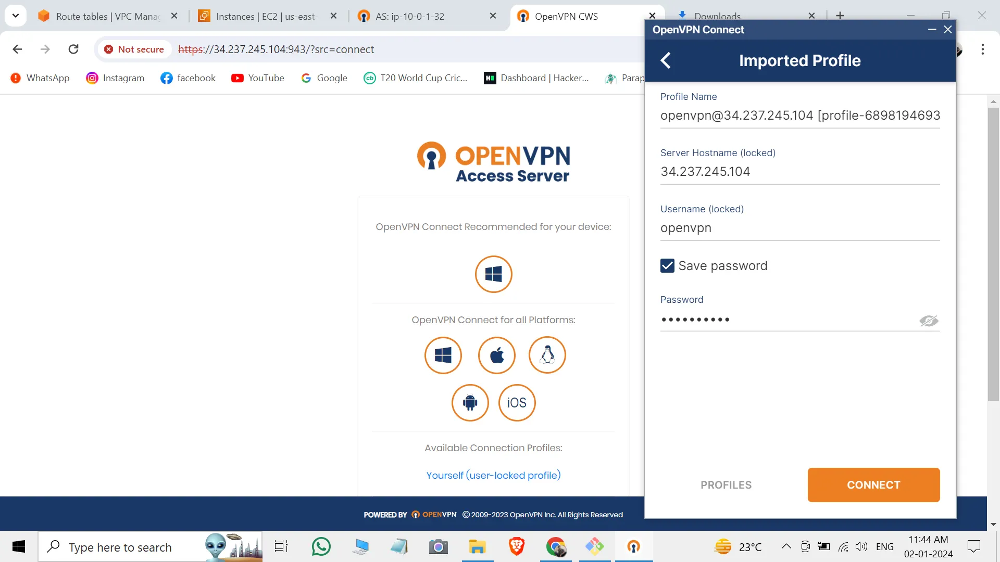 Route tables | VPC Manag
Instances | EC2 | us-east-
AS: ip-10-0-1-32
OpenVPN CWS
Downloads
Not secure
https://34.237.245.104:943/?src=connect
WhatsApp
Instagram
facebook
YouTube
Google
cb
T20 World Cup Cric...
H
Dashboard | Hacker...
Parap
OPENVPN
Access Server
OpenVPN Connect Recommended for your device:
OpenVPN Connect for all Platforms:
iOS
Available Connection Profiles:
Yourself (user-locked profile)
POWERED BY OPENVPN © 2009-2023 OpenVPN Inc. All Rights Reserved
OpenVPN Connect
Imported Profile
Profile Name
openvpn@34.237.245.104 [profile-6898194693
Server Hostname (locked)
34.237.245.104
Username (locked)
openvpn
Save password
Password
••••••••••
PROFILES
CONNECT
Type here to search
23°C
ENG
11:44 AM
02-01-2024